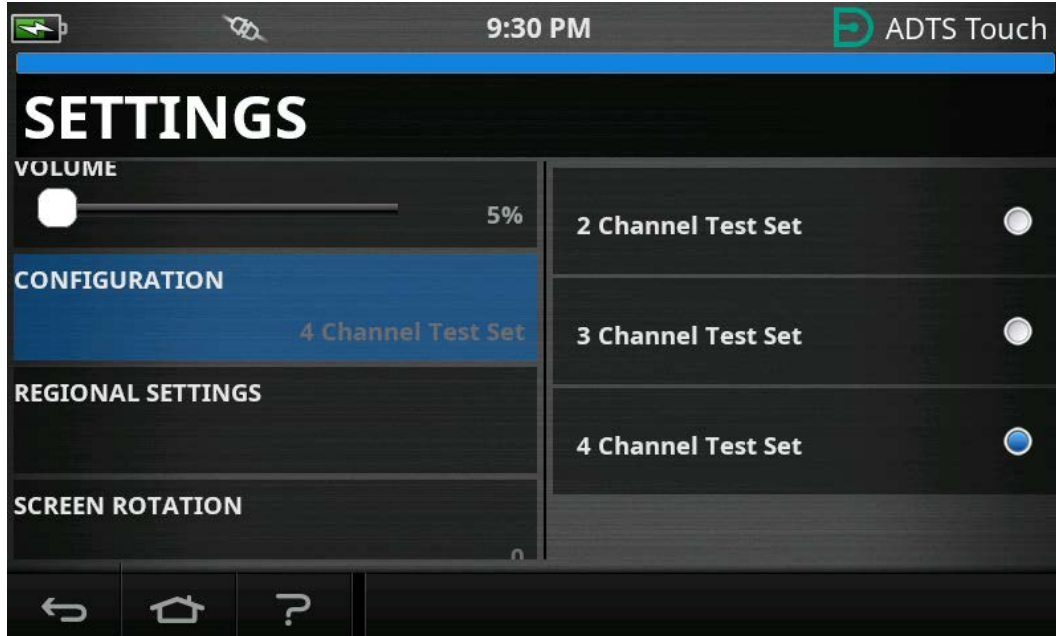 9:30 PM
ADTS Touch
SETTINGS
VOLUME
5%
CONFIGURATION
4 Channel Test Set
REGIONAL SETTINGS
SCREEN ROTATION
0
2 Channel Test Set
3 Channel Test Set
4 Channel Test Set
?